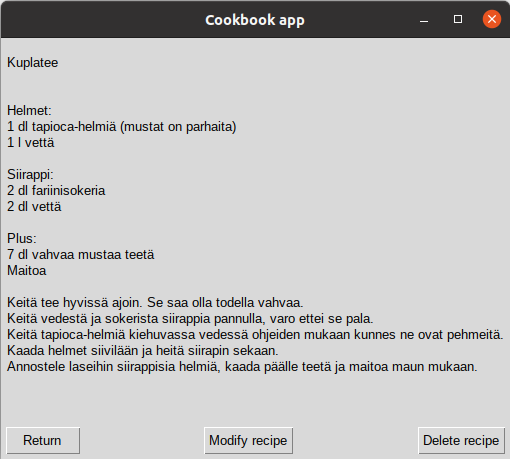 Cookbook app
Kuplatee
Helmet:
1 dl tapioca-helmiä (mustat on parhaita)
1 l vettä
Siirappi:
2 dl fariinisokeria
2 dl vettä
Plus:
7 dl vahvaa mustaa teetä
Maitoa
Keitä tee hyvissä ajoin. Se saa olla todella vahvaa.
Keitä vedestä ja sokerista siirappia pannulla, varo ettei se pala.
Keitä tapioca-helmiä kiehuvassa vedessä ohjeiden mukaan kunnes ne ovat pehmeitä.
Kaada helmet siivilään ja heitä siirapin sekaan.
Annostele laseihin siirappisia helmiä, kaada päälle teetä ja maitoa maun mukaan.
Return
Modify recipe
Delete recipe